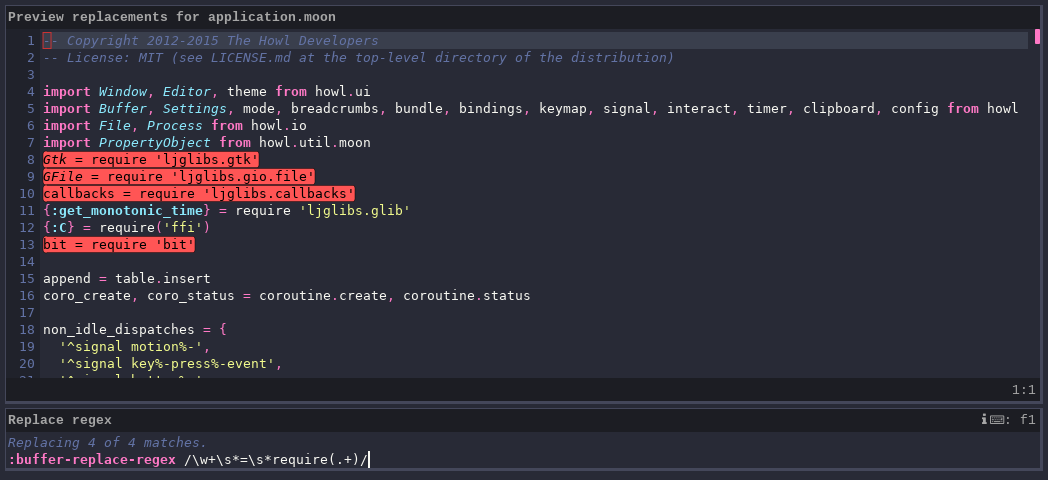 Preview replacements for application.moon
1 -- Copyright 2012-2015 The Howl Developers
2 -- License: MIT (see LICENSE.md at the top-level directory of the distribution)
3
4 import Window, Editor, theme from howl.ui
5 import Buffer, Settings, mode, breadcrumbs, bundle, bindings, keymap, signal, interact, timer, clipboard, config from howl
6 import File, Process from howl.io
7 import PropertyObject from howl.util.moon
8 Gtk = require 'ljglibs.gtk'
9 GFile = require 'ljglibs.gio.file'
10 callbacks = require 'ljglibs.callbacks'
11 {:get_monotonic_time} = require 'ljglibs.glib'
12 {:C} = require('ffi')
13 bit = require 'bit'
14
15 append = table.insert
16 coro_create, coro_status = coroutine.create, coroutine.status
17
18 non_idle_dispatches = {
19 '^signal motion%-',
20 '^signal key%-press%-event',
1:1
Replace regex
: f1
Replacing 4 of 4 matches.
:buffer-replace-regex /\w+\s*=\s*require(.+)/